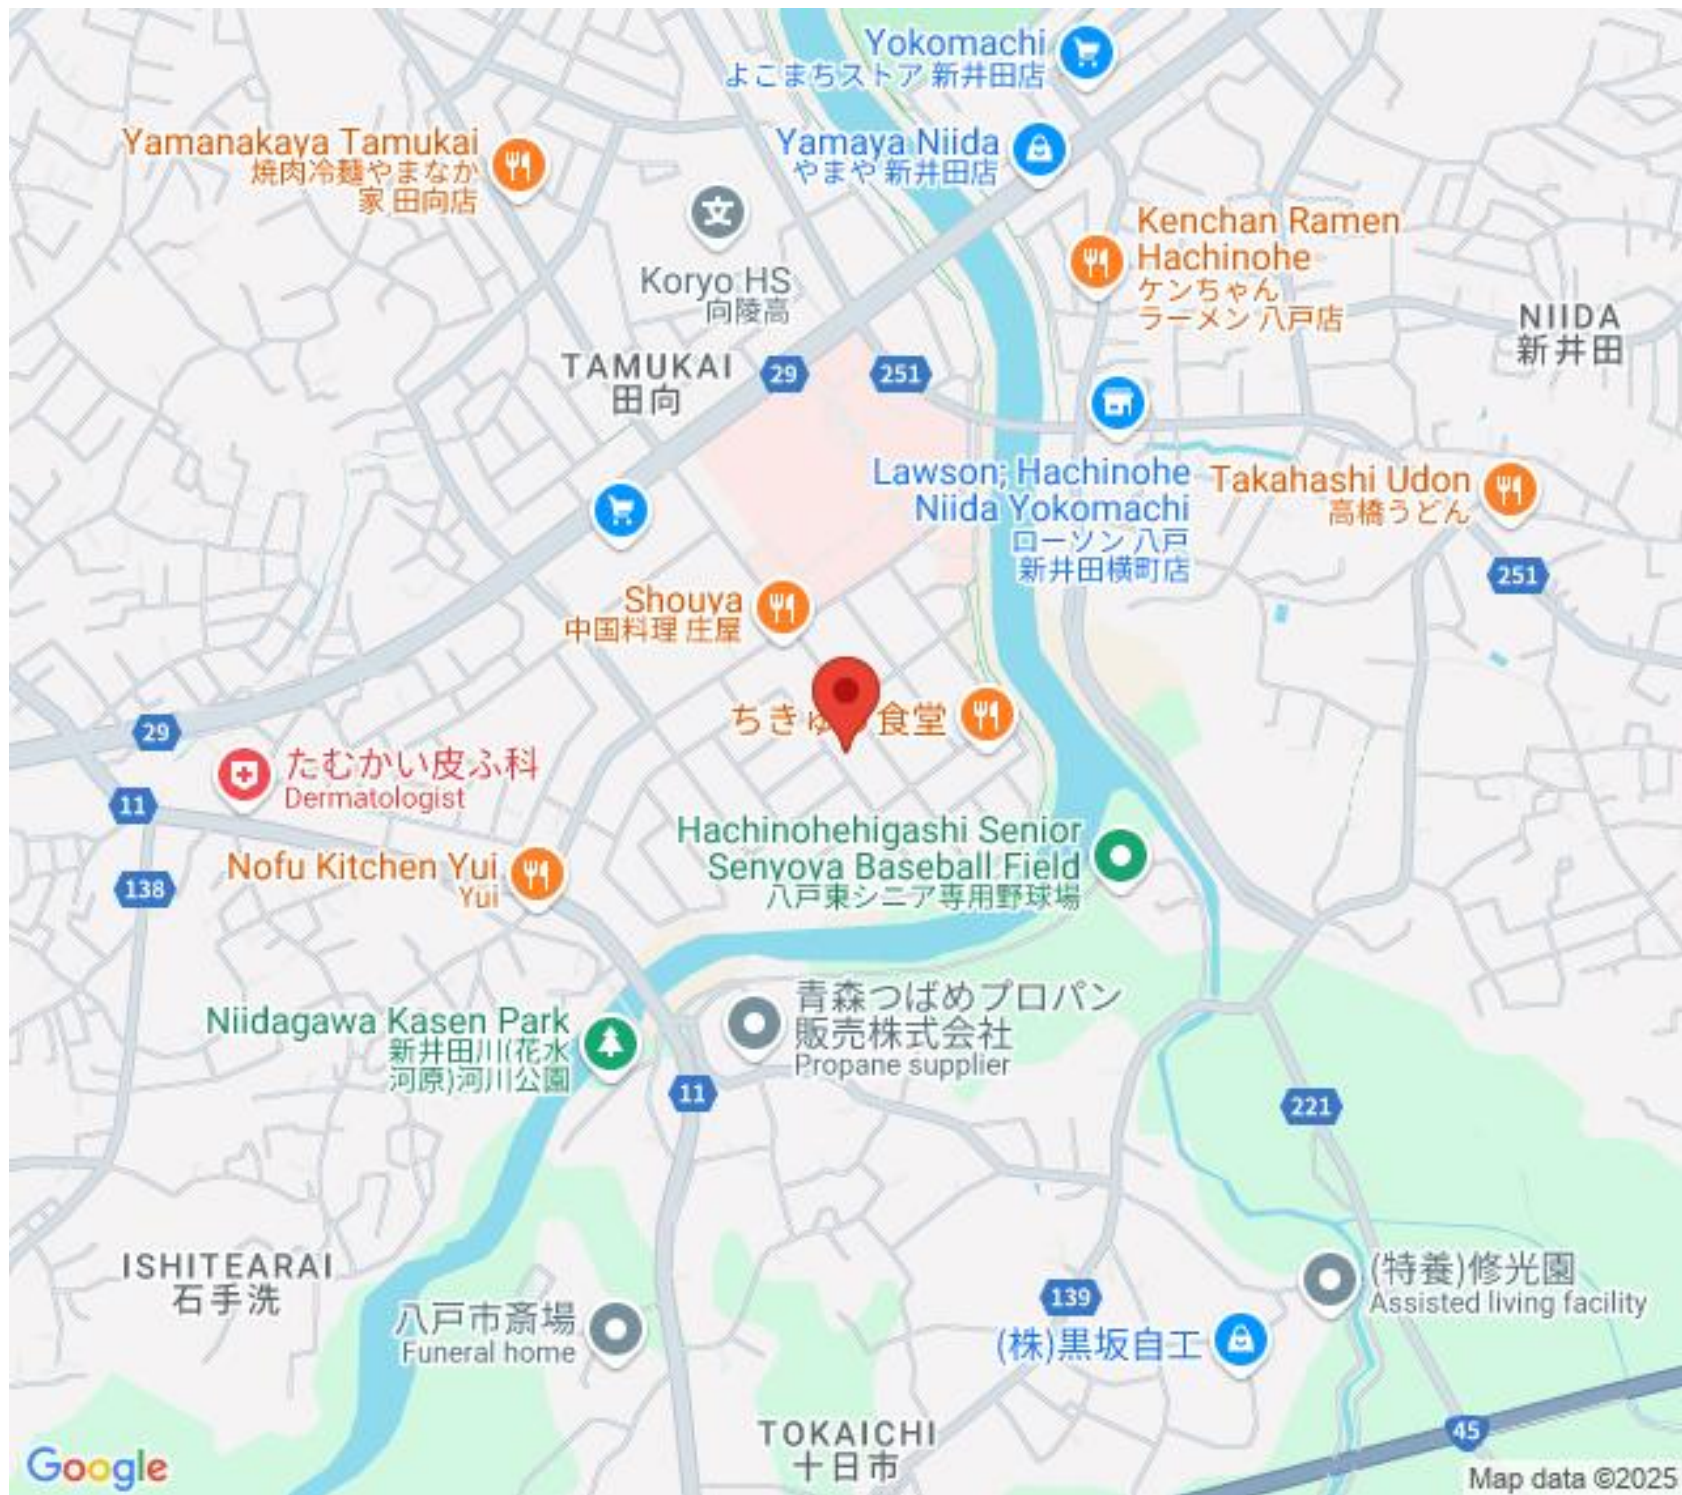 Yokomachi
よこまちストア 新井田店
Yamanakaya Tamukai
焼肉冷麺やまなか
家 田向店
Yamaya Niida
やまや 新井田店
Koryo HS
向陵高
Kenchan Ramen
Hachinohe
ケンちゃん
ラーメン 八戸店
NIIDA
新井田
TAMUKAI
田向
29
251
Lawson; Hachinohe
Niida Yokomachi
ローソン 八戸
新井田横町店
Takahashi Udon
高橋うどん
251
Shouya
中国料理 庄屋
29
食堂
たむかい皮ふ科
Dermatologist
11
Hachinohehigashi Senior
Senyoya Baseball Field
八戸東シニア専用野球場
Nofu Kitchen Yui
Yui
138
青森つばめプロパン
販売株式会社
Propane supplier
Niidagawa Kasen Park
新井田川(花水
河原)河川公園
11
221
ISHITEARAI
石手洗
(特養)修光園
Assisted living facility
139
八戸市斎場
Funeral home
(株)黒坂自工
TOKAICHI
十日市
45
Google
Map data ©2025